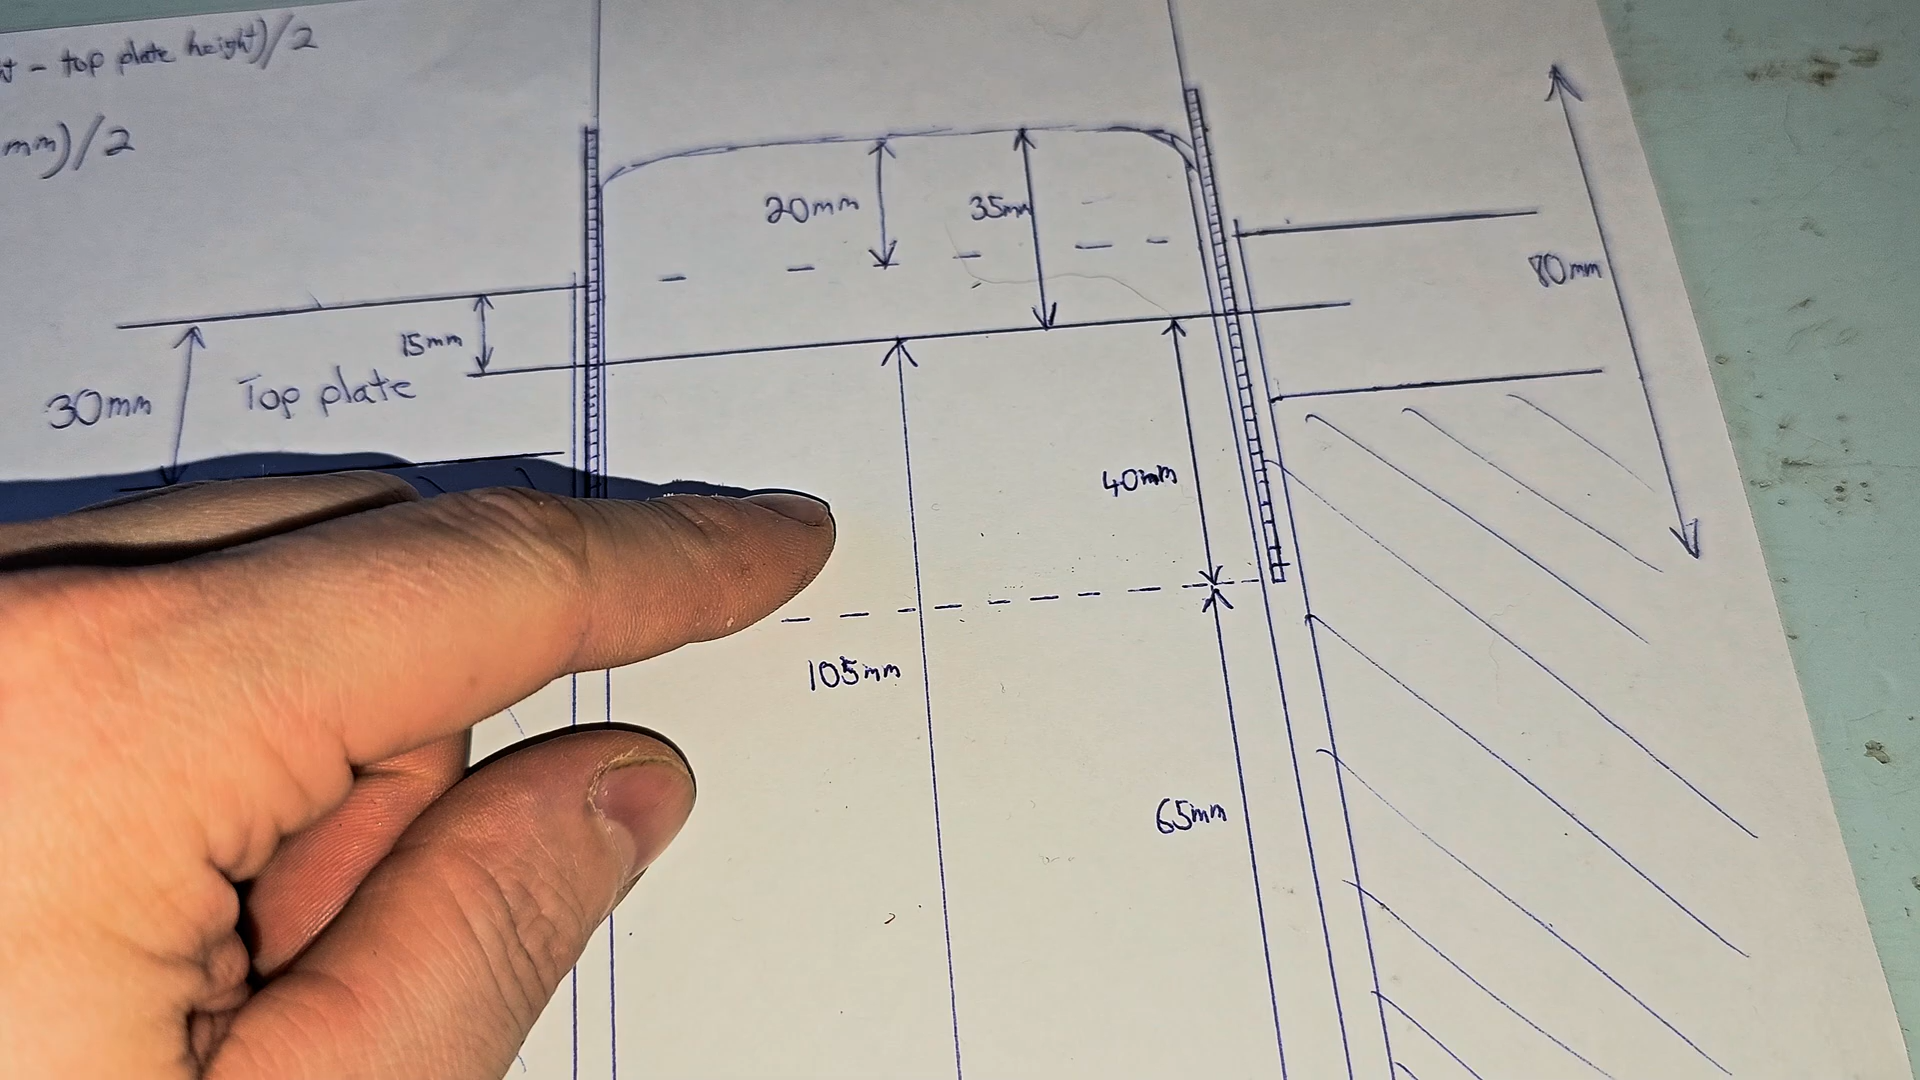 - top plate height)/2
mm)/2
20mm
35mm
80mm
15mm
30mm
Top plate
40mm
105mm
65mm